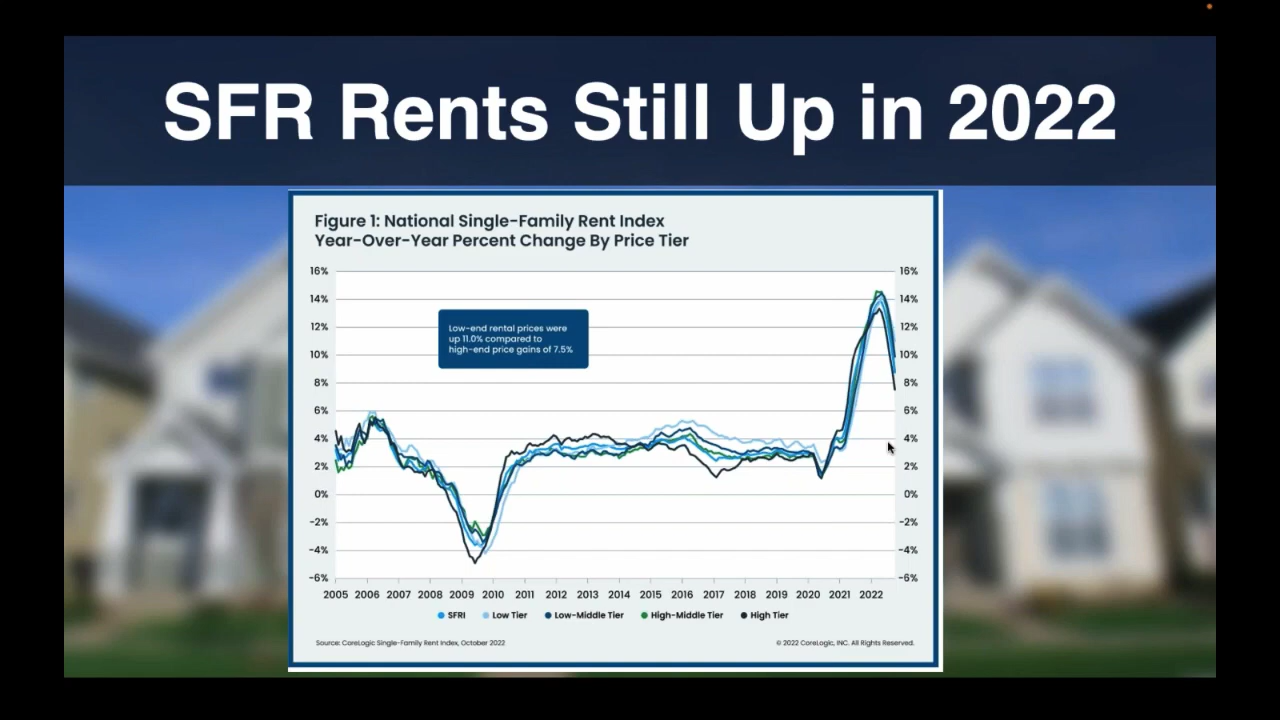 SFR Rents Still Up in 2022
Figure 1: National Single-Family Rent Index
Year-Over-Year Percent Change By Price Tier
16% 16%
14% 14%
Low-end rental prices were
up 11.0% compared to
high-end price gains of 7.5%
12% 12%
10% 10%
8% 8%
6% 6%
4% 4%
2% 2%
0% 0%
-2% -2%
-4% -4%
-6% -6%
2005 2006 2007 2008 2009 2010 2011 2012 2013 2014 2015 2016 2017 2018 2019 2020 2021 2022
SFRI Low Tier Low-Middle Tier High-Middle Tier High Tier
Source: CoreLogic Single-Family Rent Index, October 2022
© 2022 CoreLogic, INC. All Rights Reserved.